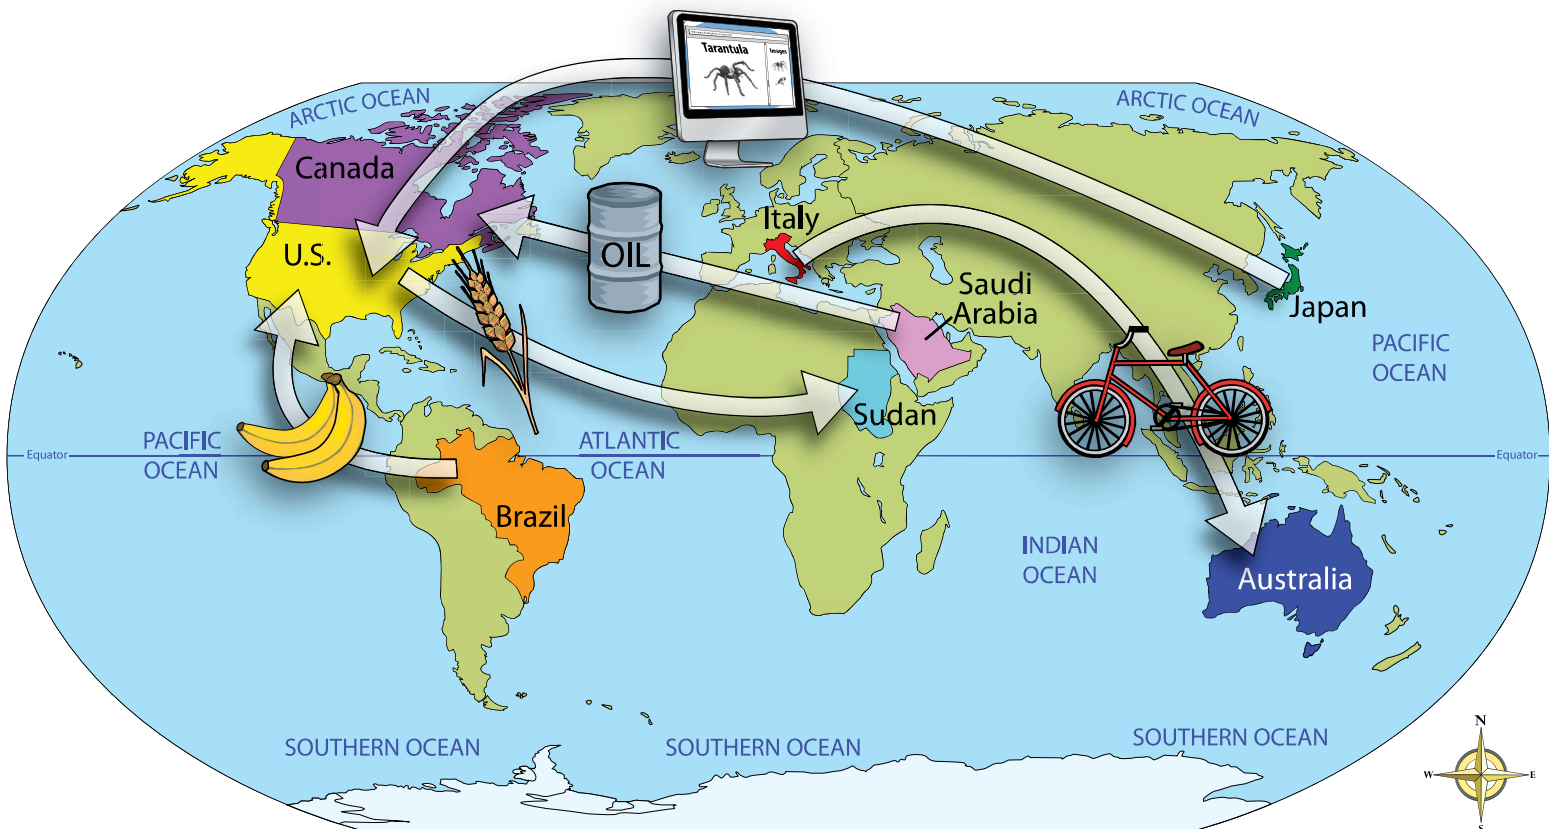 Tarantula
Images
ARCTIC OCEAN
ARCTIC OCEAN
Canada
Italy
U.S.
OIL
Saudi
Arabia
Japan
PACIFIC
OCEAN
Sudan
PACIFIC
OCEAN
ATLANTIC
OCEAN
Equator
Equator
Brazil
INDIAN
OCEAN
Australia
SOUTHERN OCEAN
SOUTHERN OCEAN
SOUTHERN OCEAN
N
W
E
S